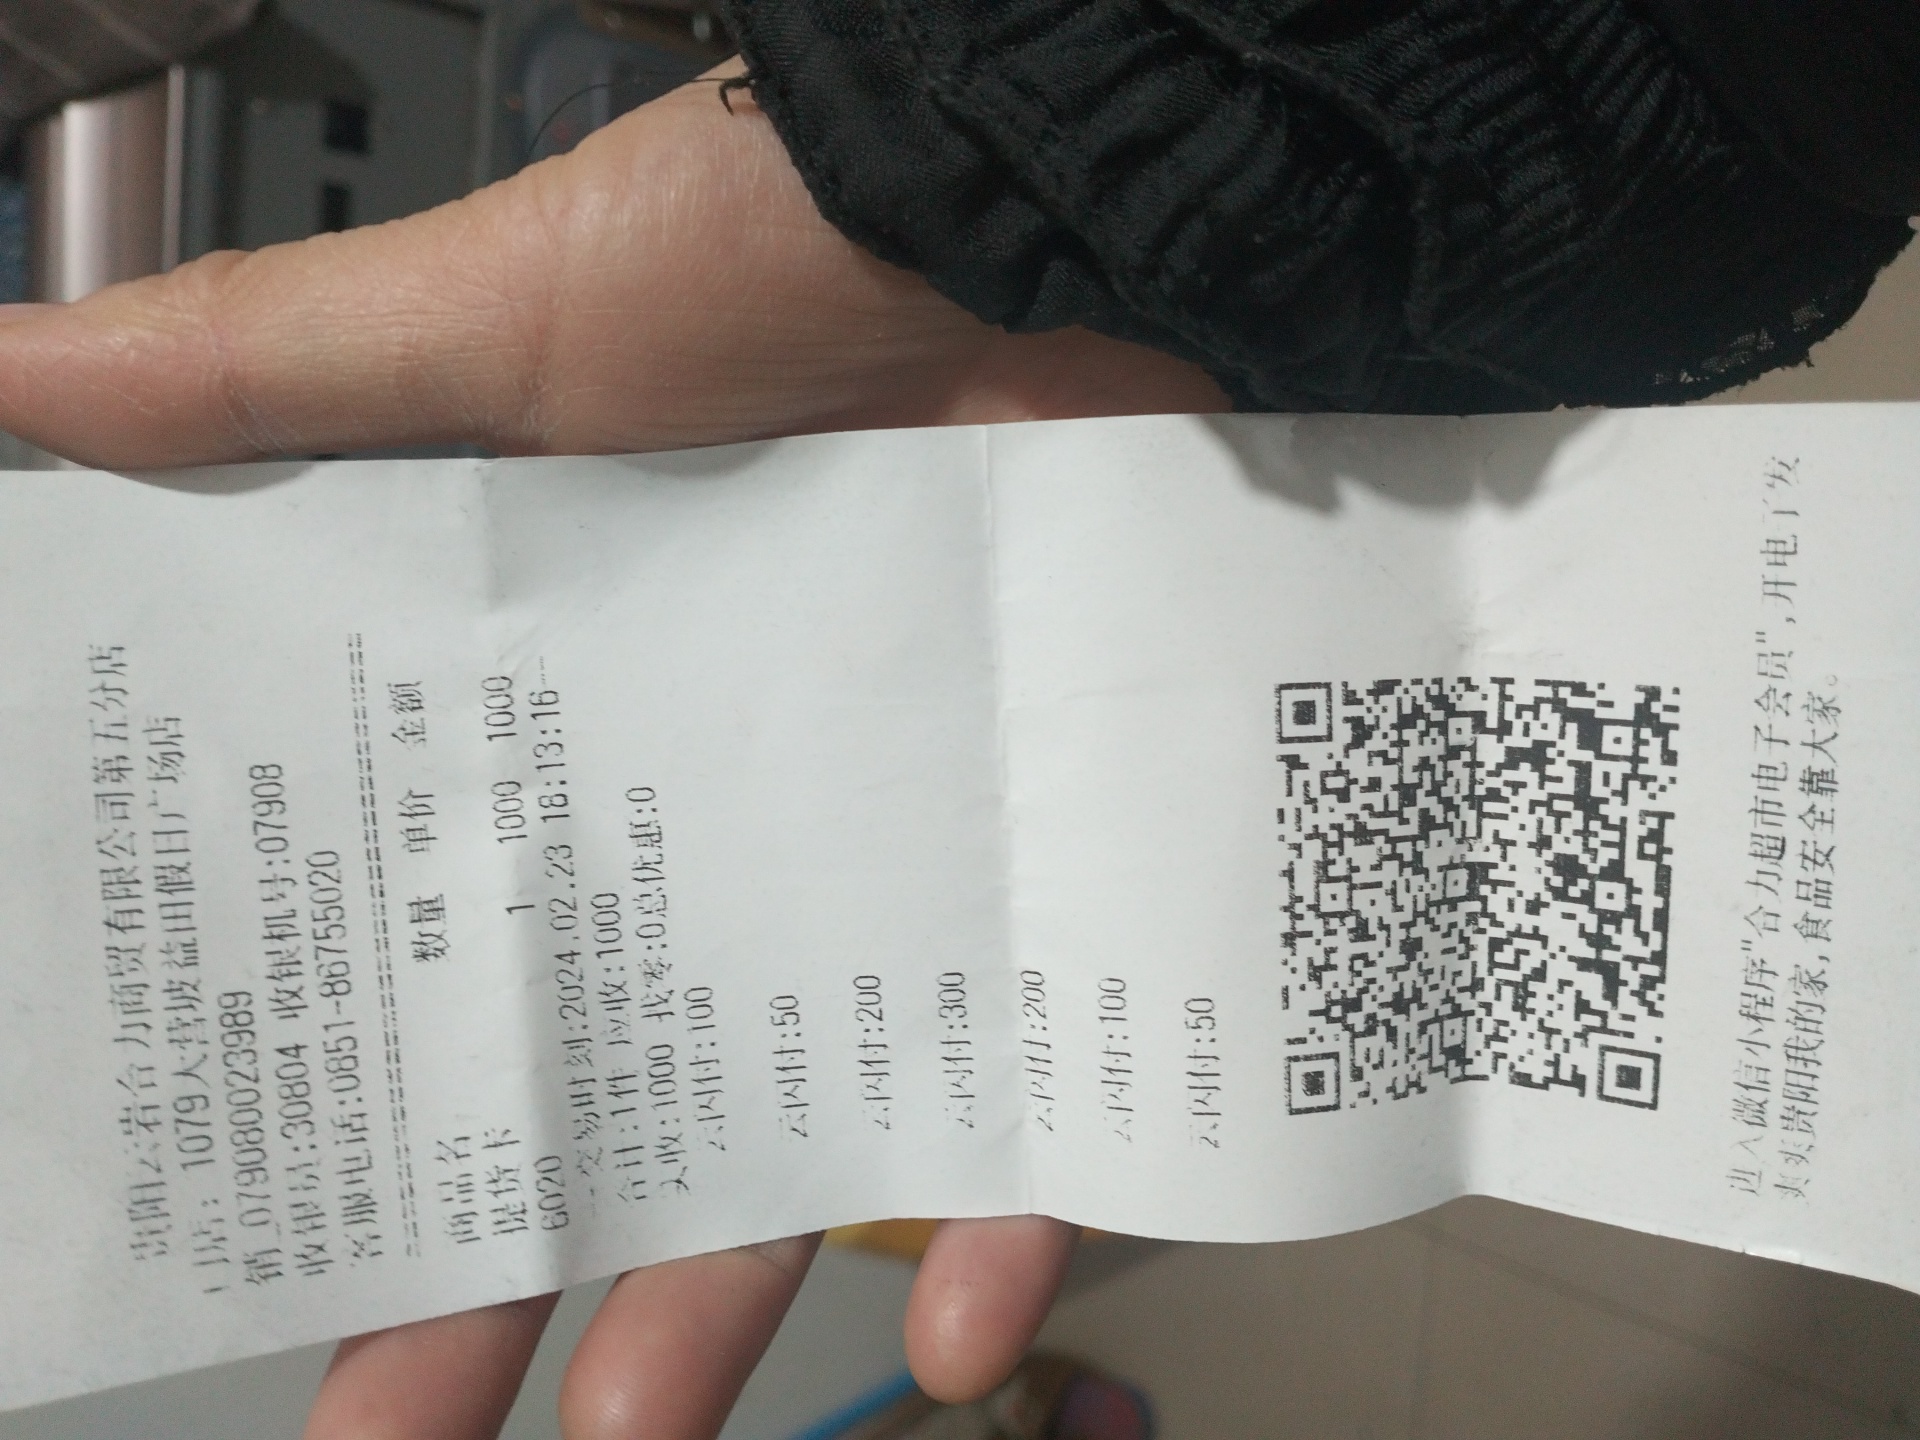 贵阳云岩合力商贸有限公司第五分店
门店: 1079大营坡益田假日广场店
销_0790800023989
收银员:30804 收银机号:07908
客服电话:0851-86755020
商品名 数量 单价 金额
提货卡 1 1000 1000
6020
交易时刻:2024.02.23 18:13:16
合计:1件 应收:1000
实收:1000 找零:0总优惠:0
云闪付:100
云闪付:50
云闪付:200
云闪付:300
云闪付:200
云闪付:100
云闪付:50
进入微信小程序"合力超市电子会员",开电子发
爽爽贵阳我的家,食品安全靠大家。